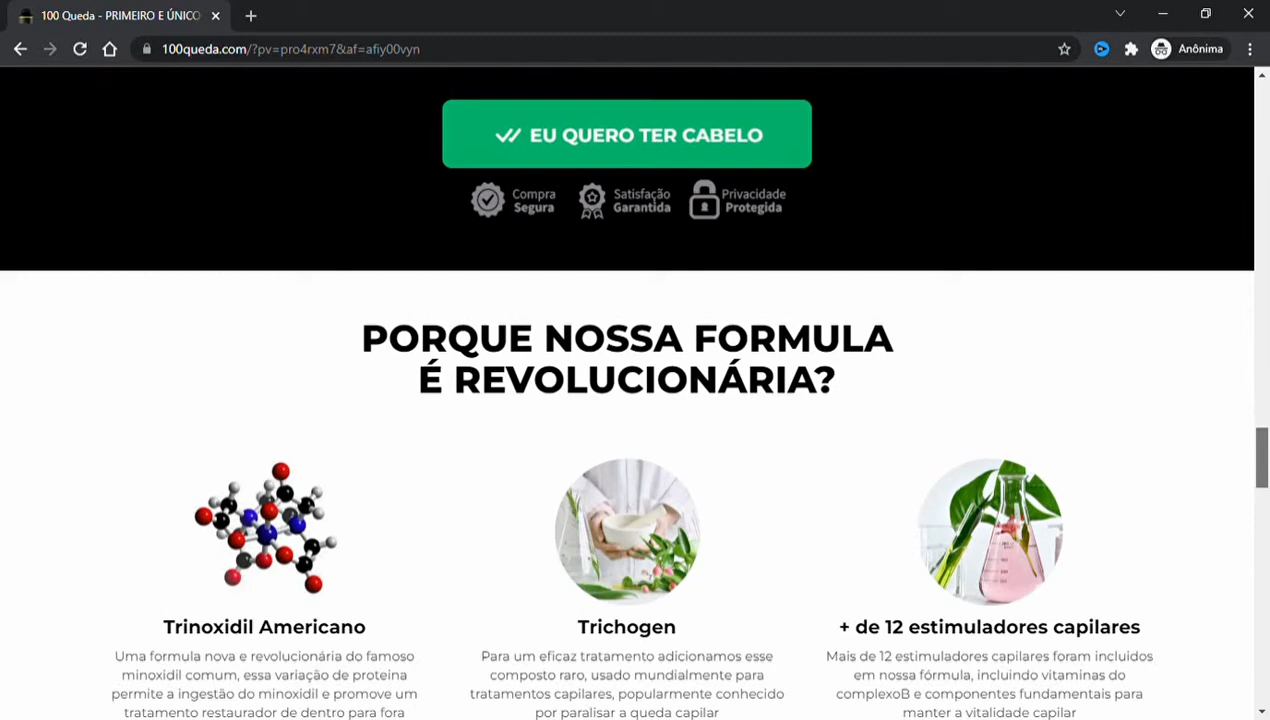 100 Queda - PRIMEIRO E ÚNICO
100queda.com/?pv=pro4rxm7&af=afiy00vyn
Anônima
EU QUERO TER CABELO
Compra Segura
Satisfação Garantida
Privacidade Protegida
PORQUE NOSSA FORMULA
É REVOLUCIONÁRIA?
Trinoxidil Americano
Uma formula nova e revolucionária do famoso
minoxidil comum, essa variação de proteina
permite a ingestão do minoxidil e promove um
tratamento restaurador de dentro para fora
Trichogen
Para um eficaz tratamento adicionamos esse
composto raro, usado mundialmente para
tratamentos capilares, popularmente conhecido
por paralisar a queda capilar
+ de 12 estimuladores capilares
Mais de 12 estimuladores capilares foram incluidos
em nossa fórmula, incluindo vitaminas do
complexoB e componentes fundamentais para
manter a vitalidade capilar